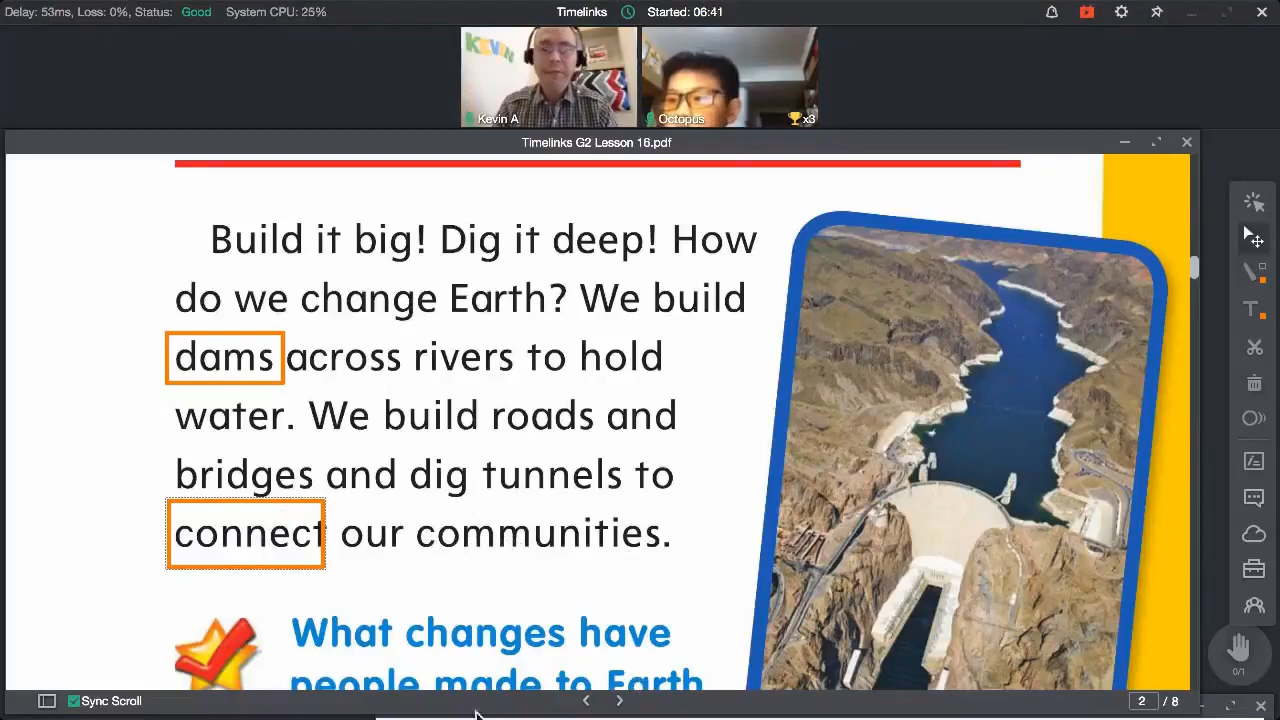 Delay: 53ms, Loss: 0%, Status: Good System CPU: 25%
Timelinks Started: 06:41
KEVIN
Kevin A
Octopus x3
Timelinks G2 Lesson 16.pdf
Build it big! Dig it deep! How
do we change Earth? We build
dams across rivers to hold
water. We build roads and
bridges and dig tunnels to
connect our communities.
What changes have
people made to Earth
Sync Scroll
2 / 8
0/1